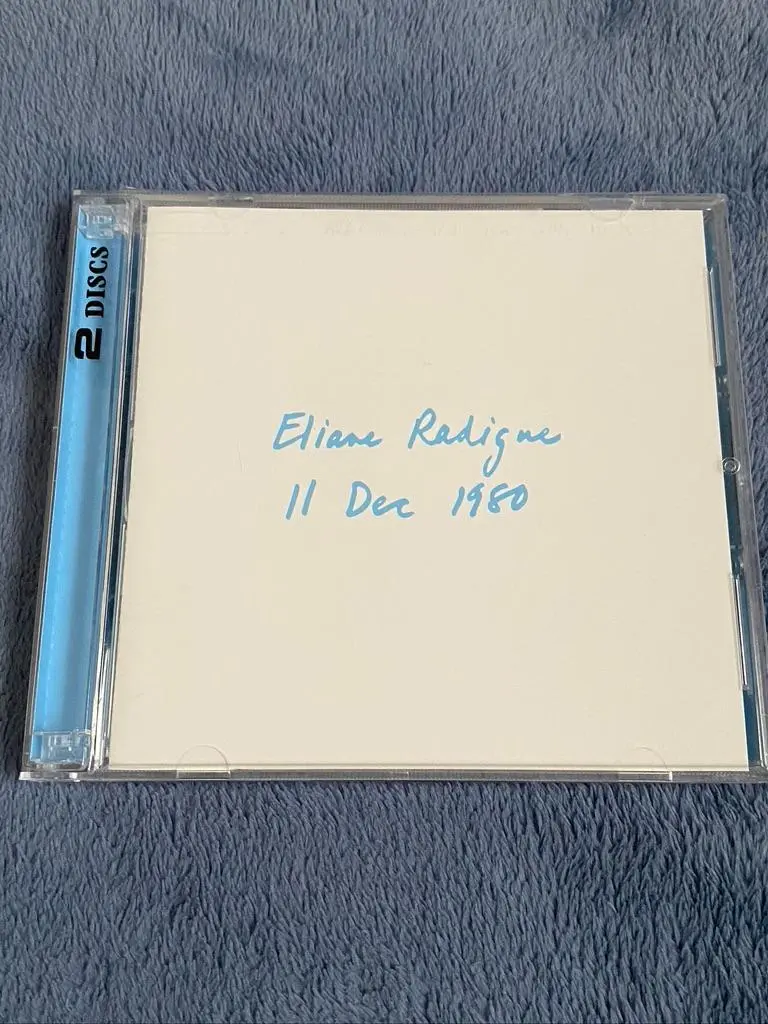 2 DISCS
Eliane Radigue
11 Dec 1980